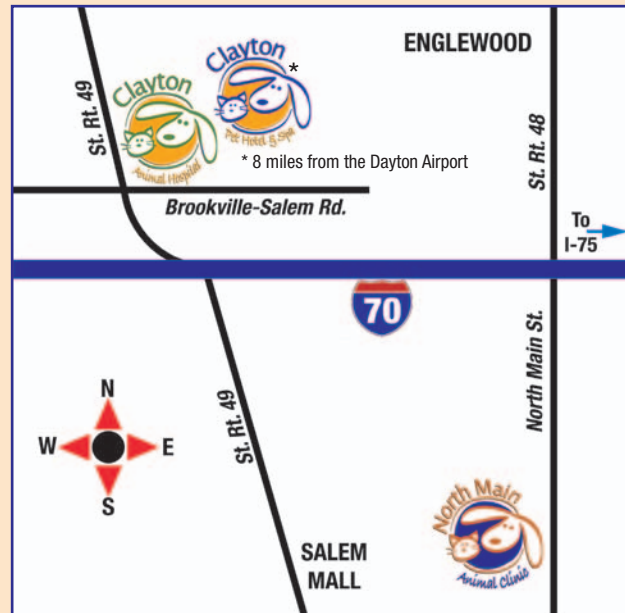 ENGLEWOOD
St. Rt. 49
Clayton
Animal Hospital
Clayton
*
Pet Hotel & Spa
* 8 miles from the Dayton Airport
St. Rt. 48
Brookville-Salem Rd.
To
I-75
70
North Main St.
St. Rt. 49
N
W
E
S
North Main
Animal Clinic
SALEM
MALL